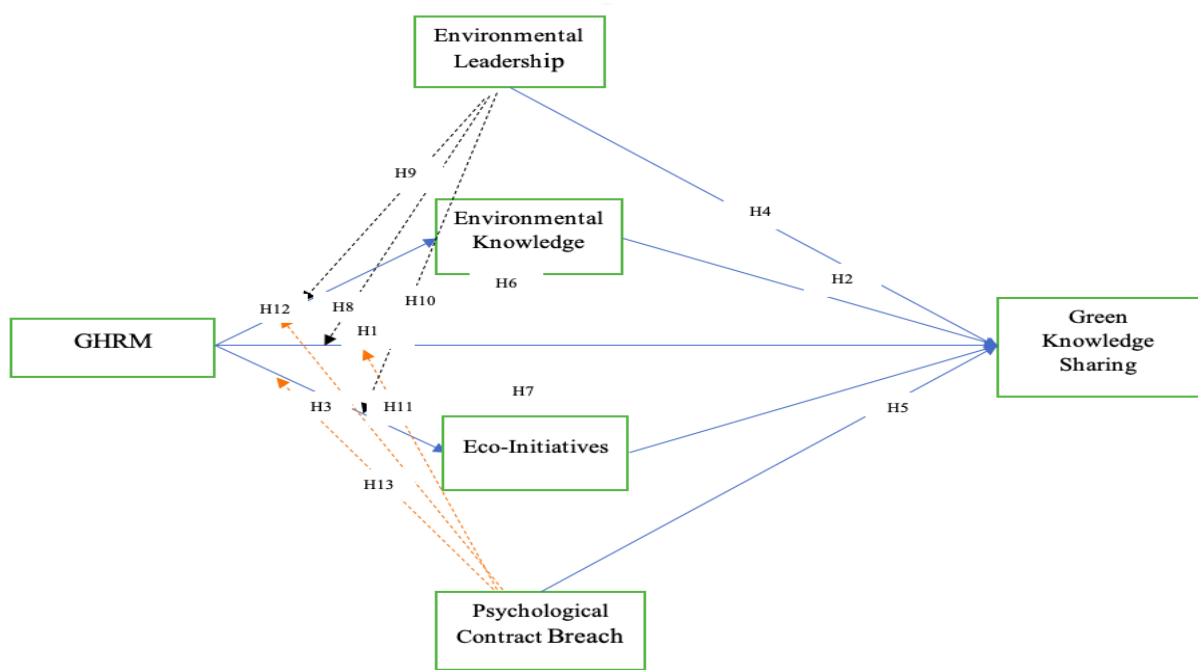 Environmental
Leadership
H9
H4
Environmental
Knowledge
H6
H2
H12
H8
H10
H1
GHRM
Green
Knowledge
Sharing
H7
H3
H11
H5
Eco-Initiatives
H13
Psychological
Contract Breach